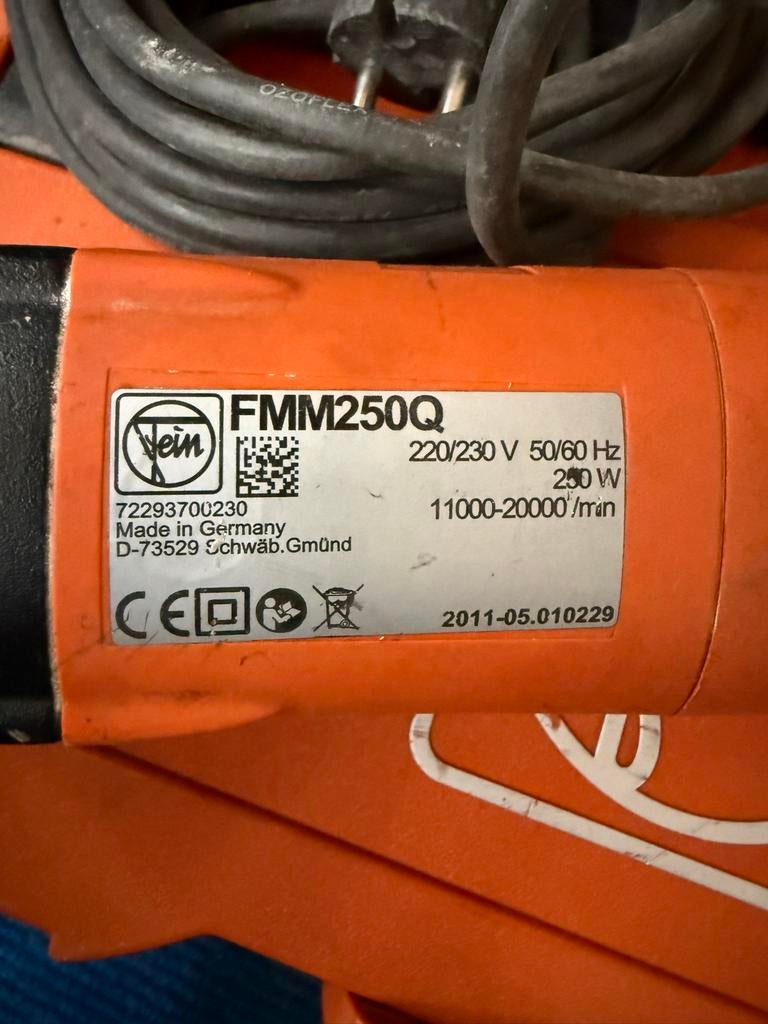 OZOFLEX
Fein
FMM250Q
220/230 V 50/60 Hz
250 W
11000-20000 /min
72293700230
Made in Germany
D-73529 Schwäb.Gmünd
CE
2011-05.010229